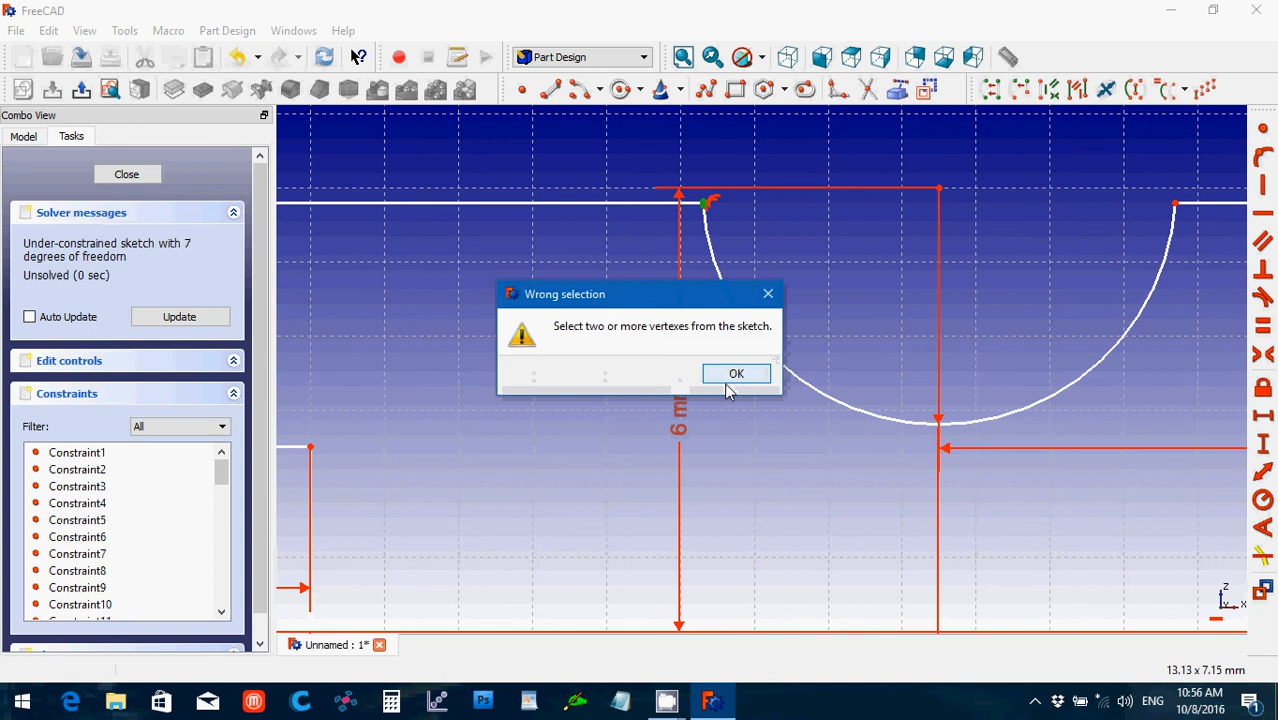 FreeCAD
File Edit View Tools Macro Part Design Windows Help
Part Design
Combo View
Model Tasks
Close
Solver messages
Under-constrained sketch with 7
degrees of freedom
Unsolved (0 sec)
Auto Update Update
Edit controls
Constraints
Filter: All
Constraint1
Constraint2
Constraint3
Constraint4
Constraint5
Constraint6
Constraint7
Constraint8
Constraint9
Constraint10
Wrong selection
Select two or more vertexes from the sketch.
OK
Z
X
Unnamed : 1*
13.13 x 7.15 mm
ENG
10:56 AM
10/8/2016